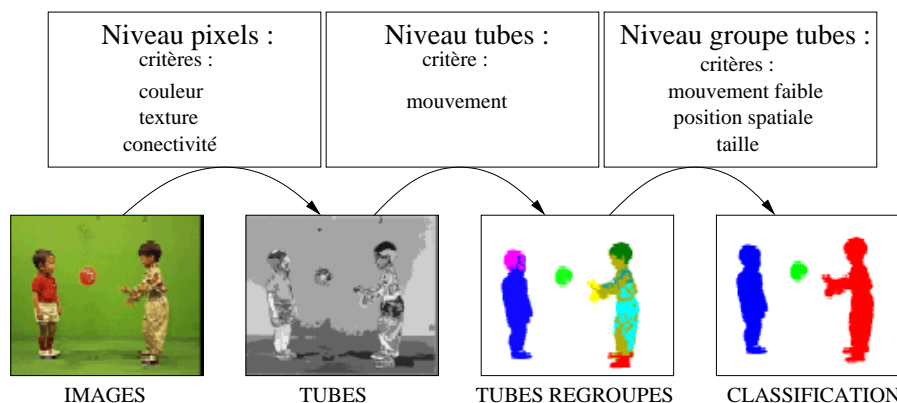 Niveau pixels :
critères :
couleur
texture
conectivité
Niveau tubes :
critère :
mouvement
Niveau groupe tubes :
critères :
mouvement faible
position spatiale
taille
IMAGES
TUBES
TUBES REGROUPES
CLASSIFICATION